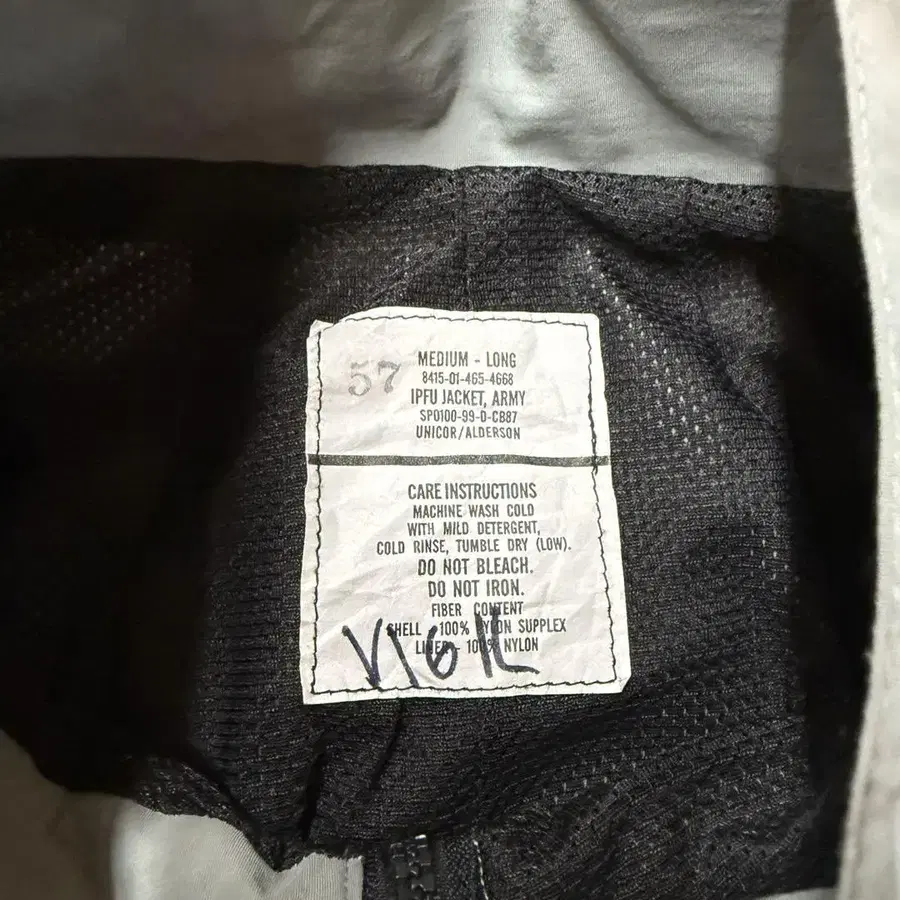 57
MEDIUM - LONG
8415-01-465-4668
IPFU JACKET, ARMY
SPO100-99-D-CB87
UNICOR/ALDERSON
CARE INSTRUCTIONS
MACHINE WASH COLD
WITH MILD DETERGENT,
COLD RINSE, TUMBLE DRY (LOW).
DO NOT BLEACH.
DO NOT IRON.
FIBER CONTENT
SHELL - 100% NYLON SUPPLEX
LINER - 100% NYLON